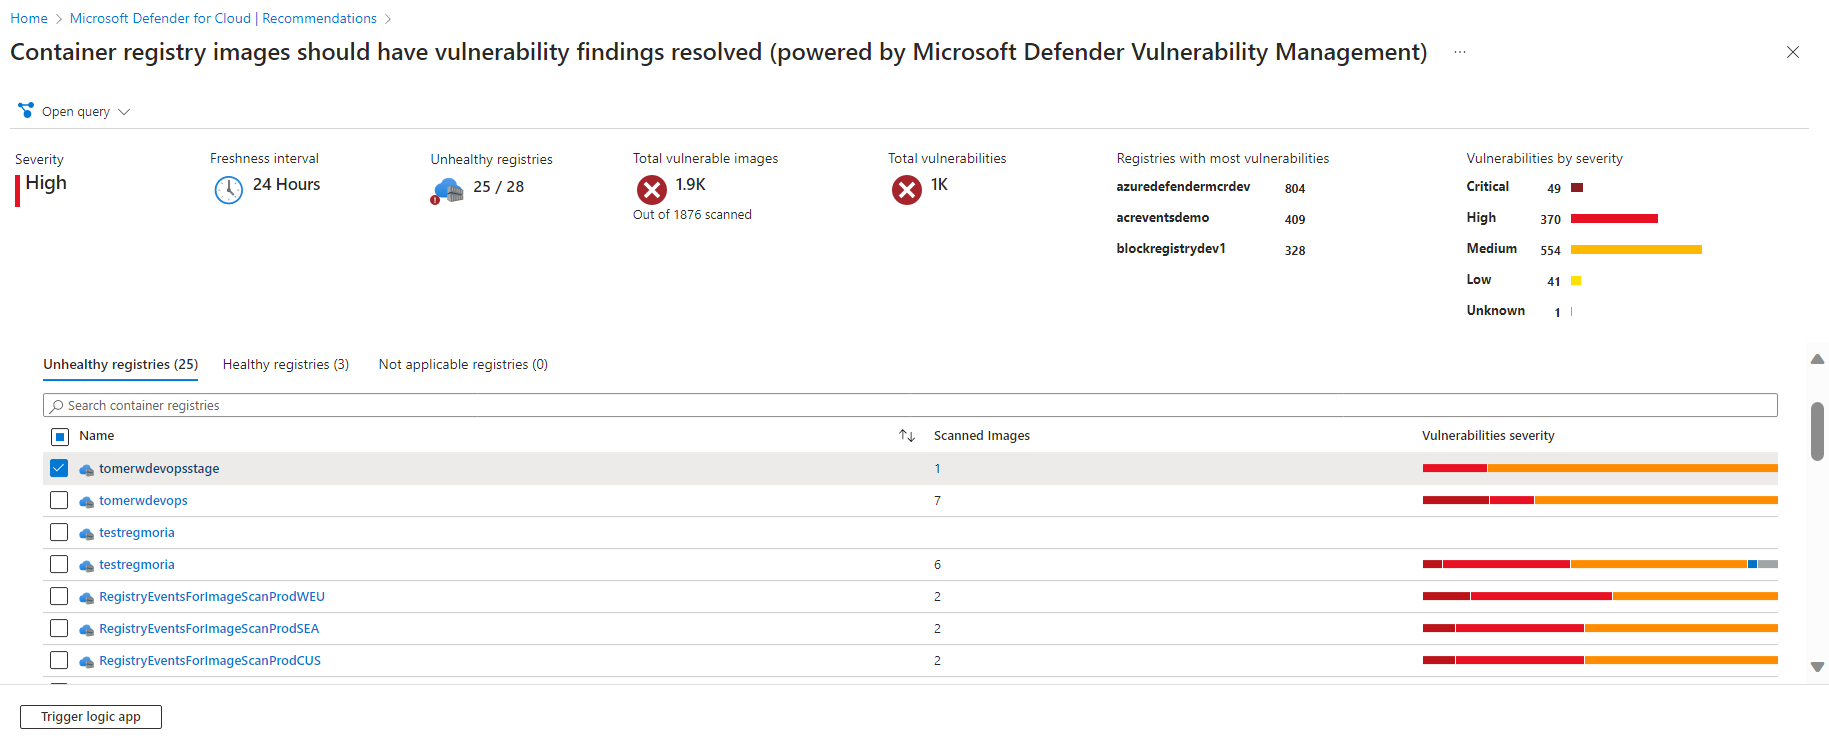 Home > Microsoft Defender for Cloud | Recommendations >
Container registry images should have vulnerability findings resolved (powered by Microsoft Defender Vulnerability Management) ...
Open query
Severity
High
Freshness interval
24 Hours
Unhealthy registries
25 / 28
Total vulnerable images
1.9K
Out of 1876 scanned
Total vulnerabilities
1K
Registries with most vulnerabilities
azuredefendermcrdev 804
acreventsdemo 409
blockregistrydev1 328
Vulnerabilities by severity
Critical 49
High 370
Medium 554
Low 41
Unknown 1
Unhealthy registries (25) Healthy registries (3) Not applicable registries (0)
Search container registries
Name Scanned Images Vulnerabilities severity
tomerwdevopsstage 1
tomerwdevops 7
testregmoria
testregmoria 6
RegistryEventsForImageScanProdWEU 2
RegistryEventsForImageScanProdSEA 2
RegistryEventsForImageScanProdCUS 2
Trigger logic app